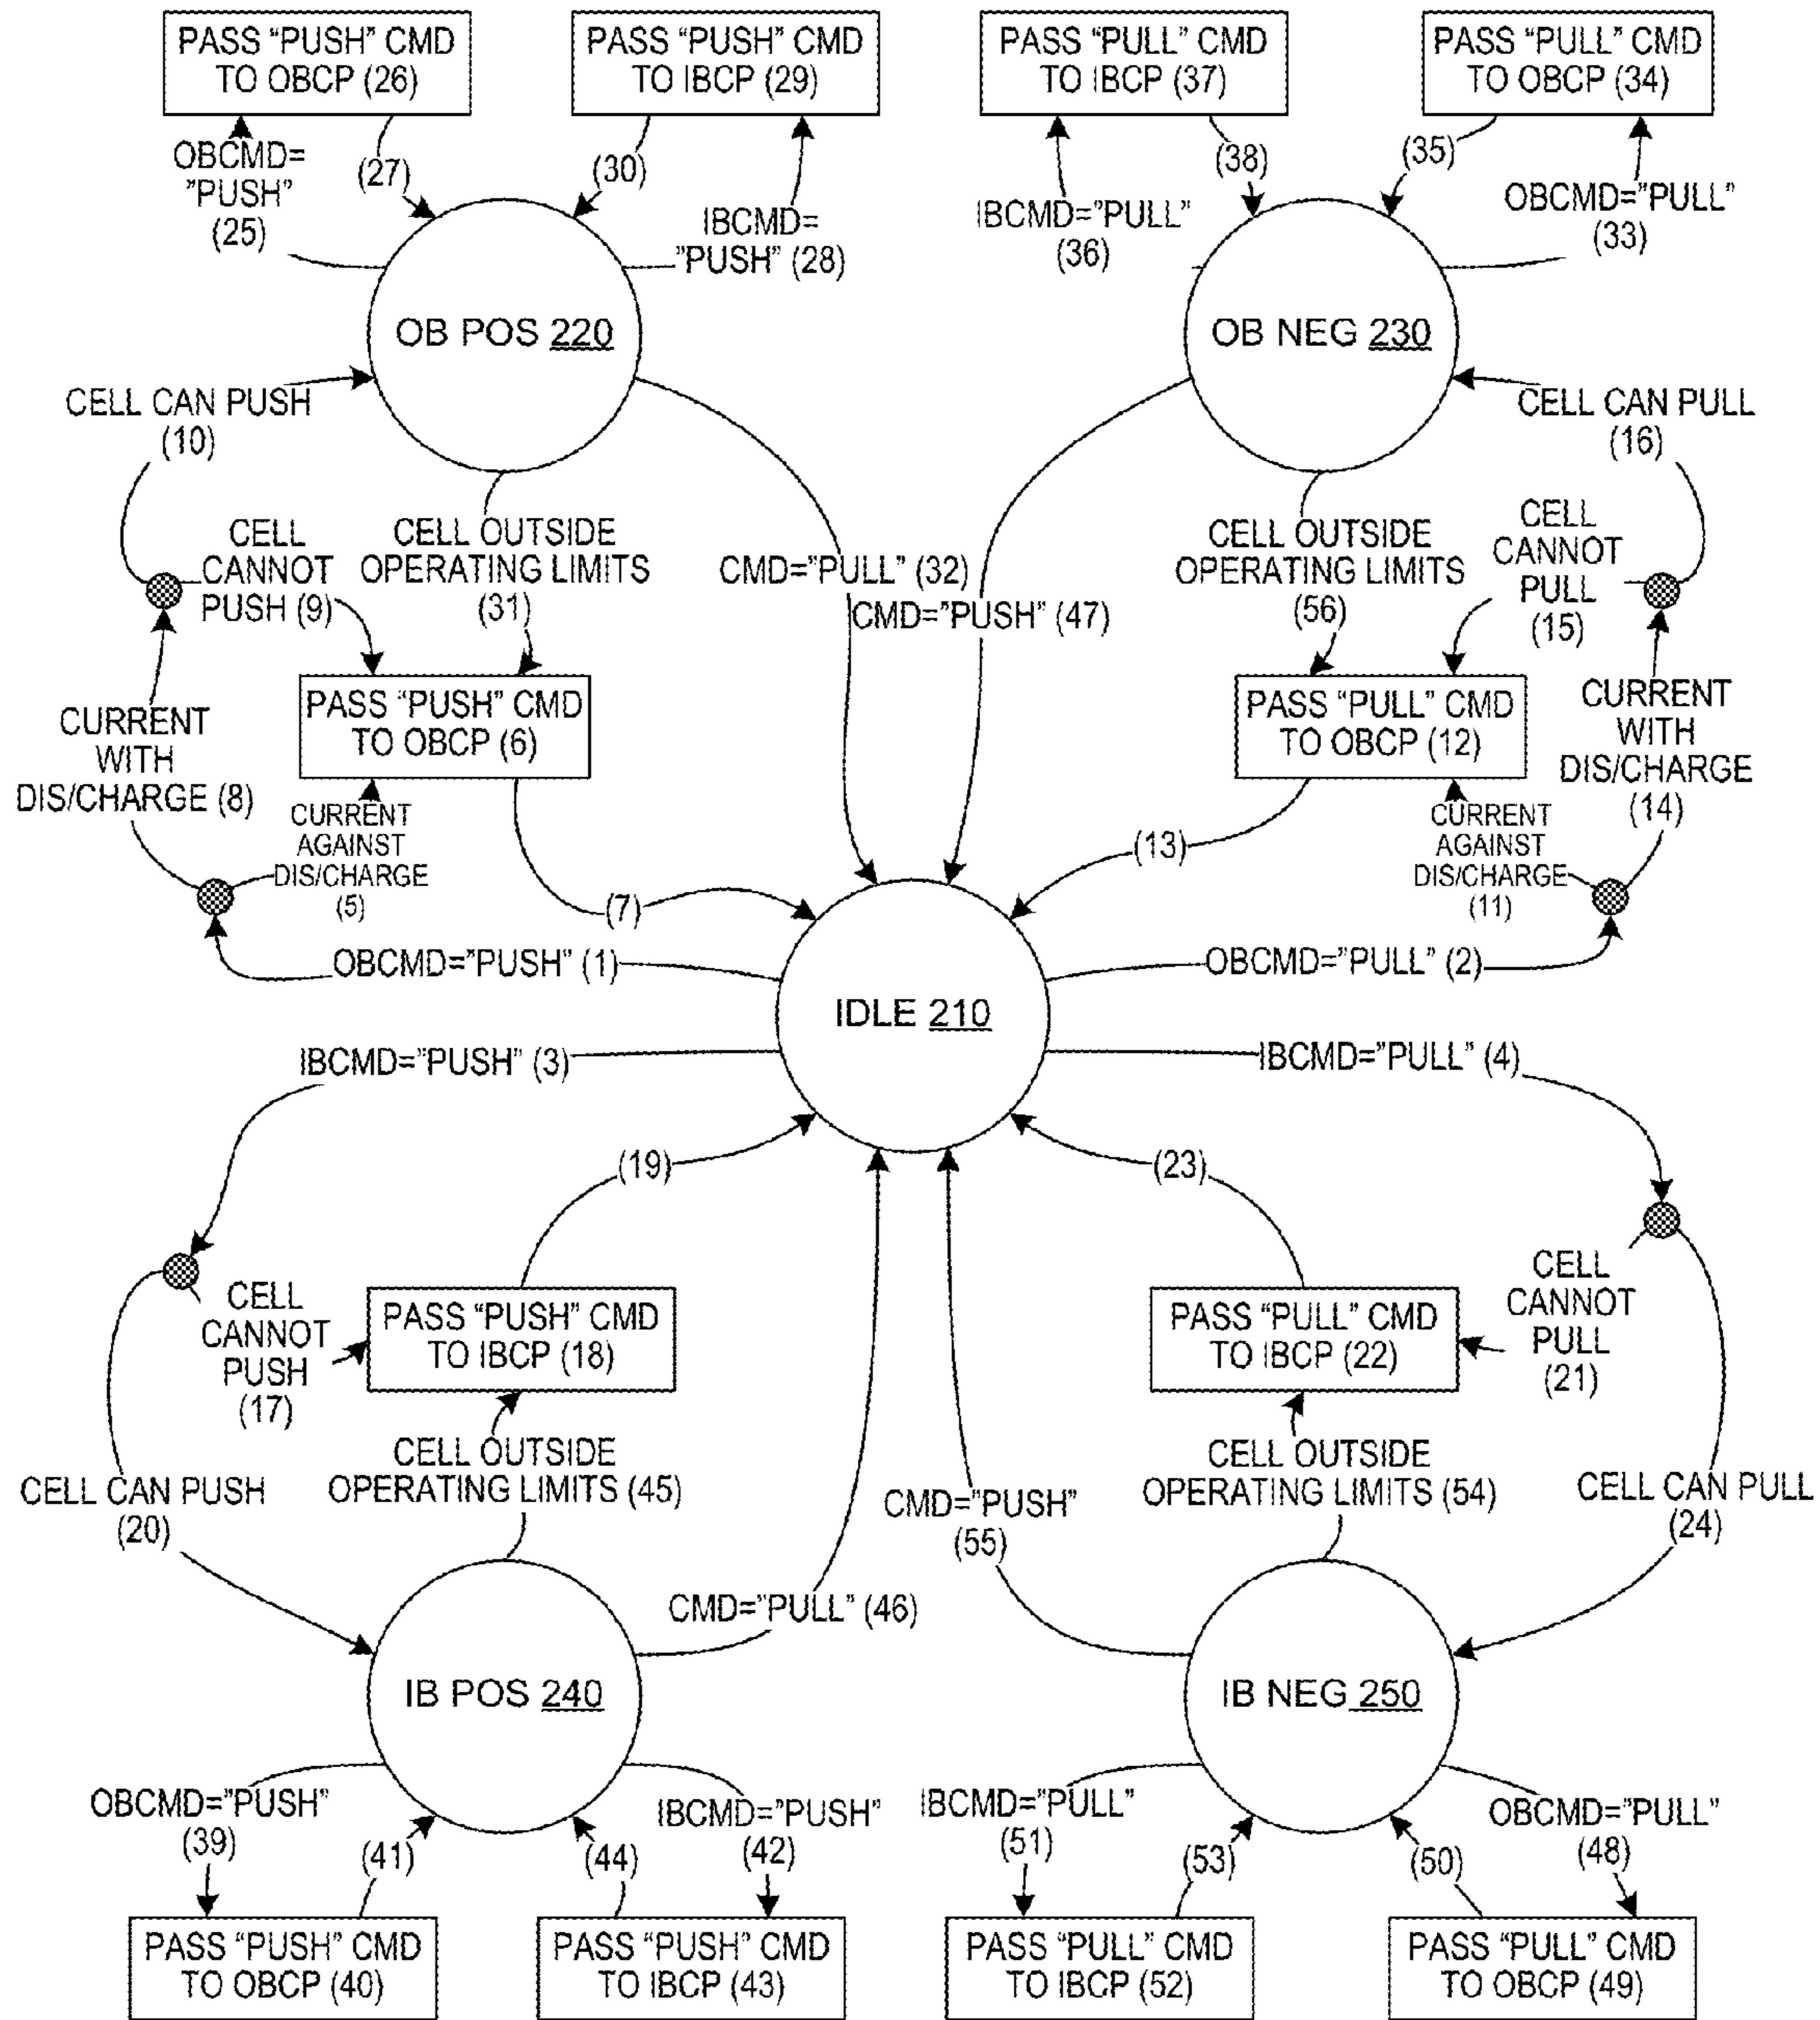 PASS “PUSH” CMD
TO OBCP (26)
PASS “PUSH” CMD
TO IBCP (29)
PASS “PULL” CMD
TO IBCP (37)
PASS “PULL” CMD
TO OBCP (34)
OBCMD=
”PUSH”
(25)
(27)
(30)
IBCMD=
”PUSH” (28)
IBCMD=”PULL”
(36)
(38)
(35)
OBCMD=”PULL”
(33)
OB POS 220
OB NEG 230
CELL CAN PUSH
(10)
CELL CAN PULL
(16)
CELL
CANNOT
PUSH (9)
CELL OUTSIDE
OPERATING LIMITS
(31)
CMD=”PULL” (32)
CMD=”PUSH” (47)
CELL OUTSIDE
OPERATING LIMITS
(56)
CELL
CANNOT
PULL
(15)
PASS “PUSH” CMD
TO OBCP (6)
PASS “PULL” CMD
TO OBCP (12)
CURRENT
WITH
DIS/CHARGE (8)
CURRENT
AGAINST
DIS/CHARGE
(5)
(7)
(13)
CURRENT
AGAINST
DIS/CHARGE
(11)
CURRENT
WITH
DIS/CHARGE
(14)
OBCMD=”PUSH” (1)
OBCMD=”PULL” (2)
IDLE 210
IBCMD=”PUSH” (3)
IBCMD=”PULL” (4)
(19)
(23)
CELL
CANNOT
PUSH
(17)
PASS “PUSH” CMD
TO IBCP (18)
PASS “PULL” CMD
TO IBCP (22)
CELL
CANNOT
PULL
(21)
CELL CAN PUSH
(20)
CELL OUTSIDE
OPERATING LIMITS (45)
CMD=”PUSH”
(55)
CELL OUTSIDE
OPERATING LIMITS (54)
CELL CAN PULL
(24)
CMD=”PULL” (46)
IB POS 240
IB NEG 250
OBCMD=”PUSH”
(39)
(41)
(44)
IBCMD=”PUSH”
(42)
IBCMD=”PULL”
(51)
(53)
(50)
OBCMD=”PULL”
(48)
PASS “PUSH” CMD
TO OBCP (40)
PASS “PUSH” CMD
TO IBCP (43)
PASS “PULL” CMD
TO IBCP (52)
PASS “PULL” CMD
TO OBCP (49)